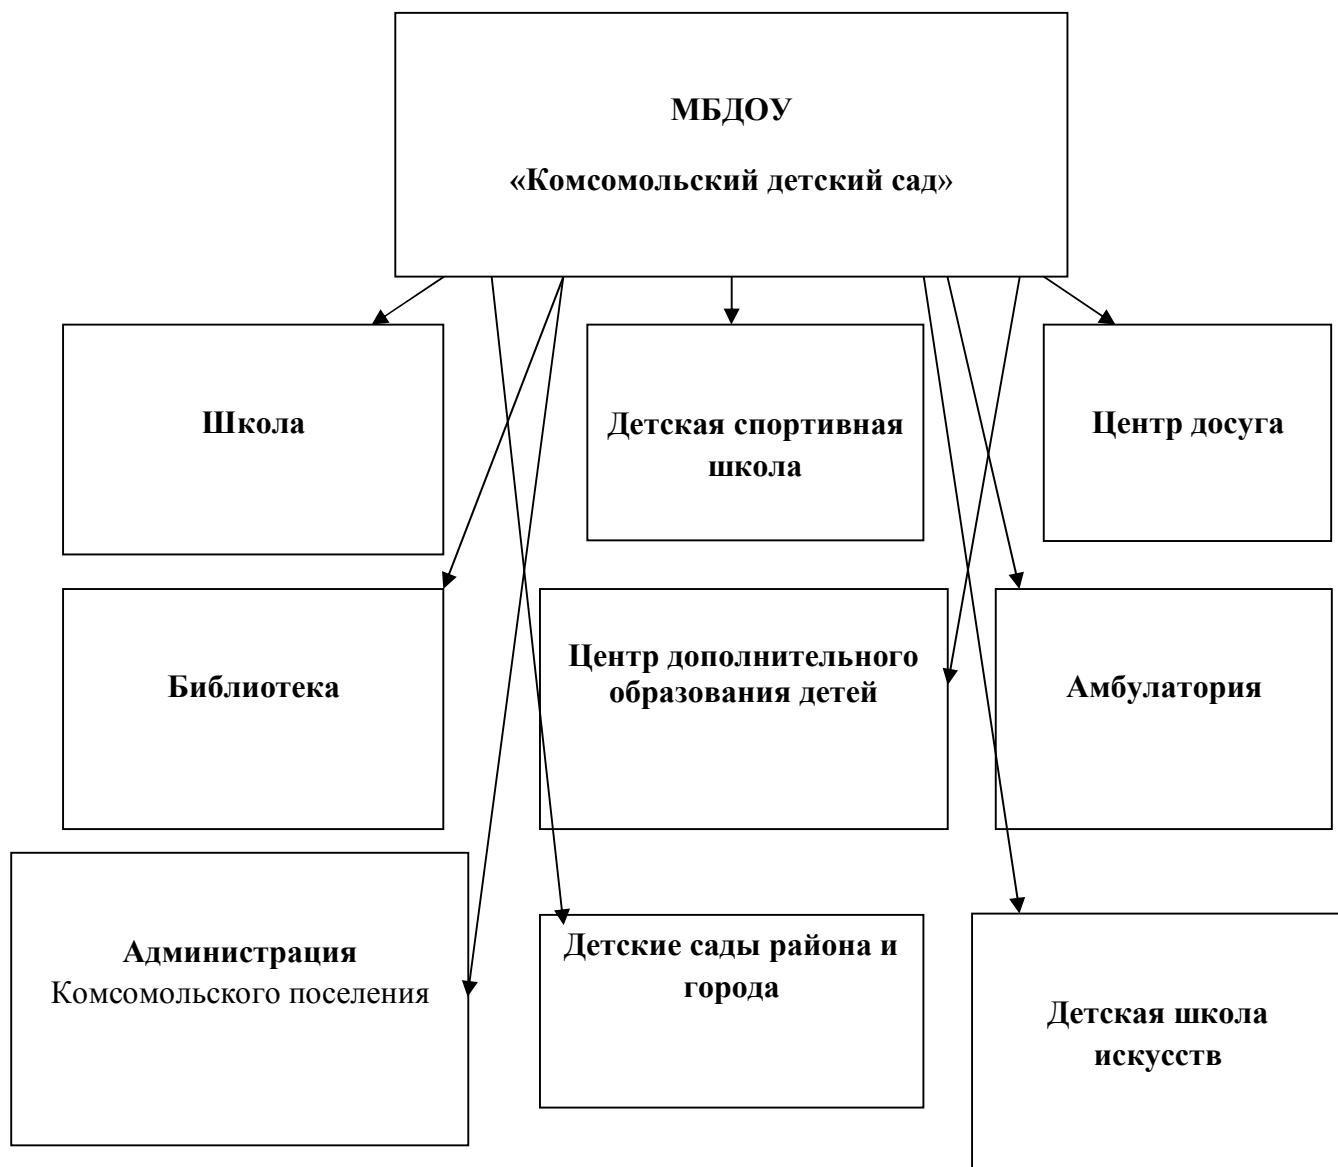 МБДОУ
«Комсомольский детский сад»
Школа
Детская спортивная
школа
Центр досуга
Библиотека
Центр дополнительного
образования детей
Амбулатория
Администрация
Комсомольского поселения
Детские сады района и
города
Детская школа
искусств